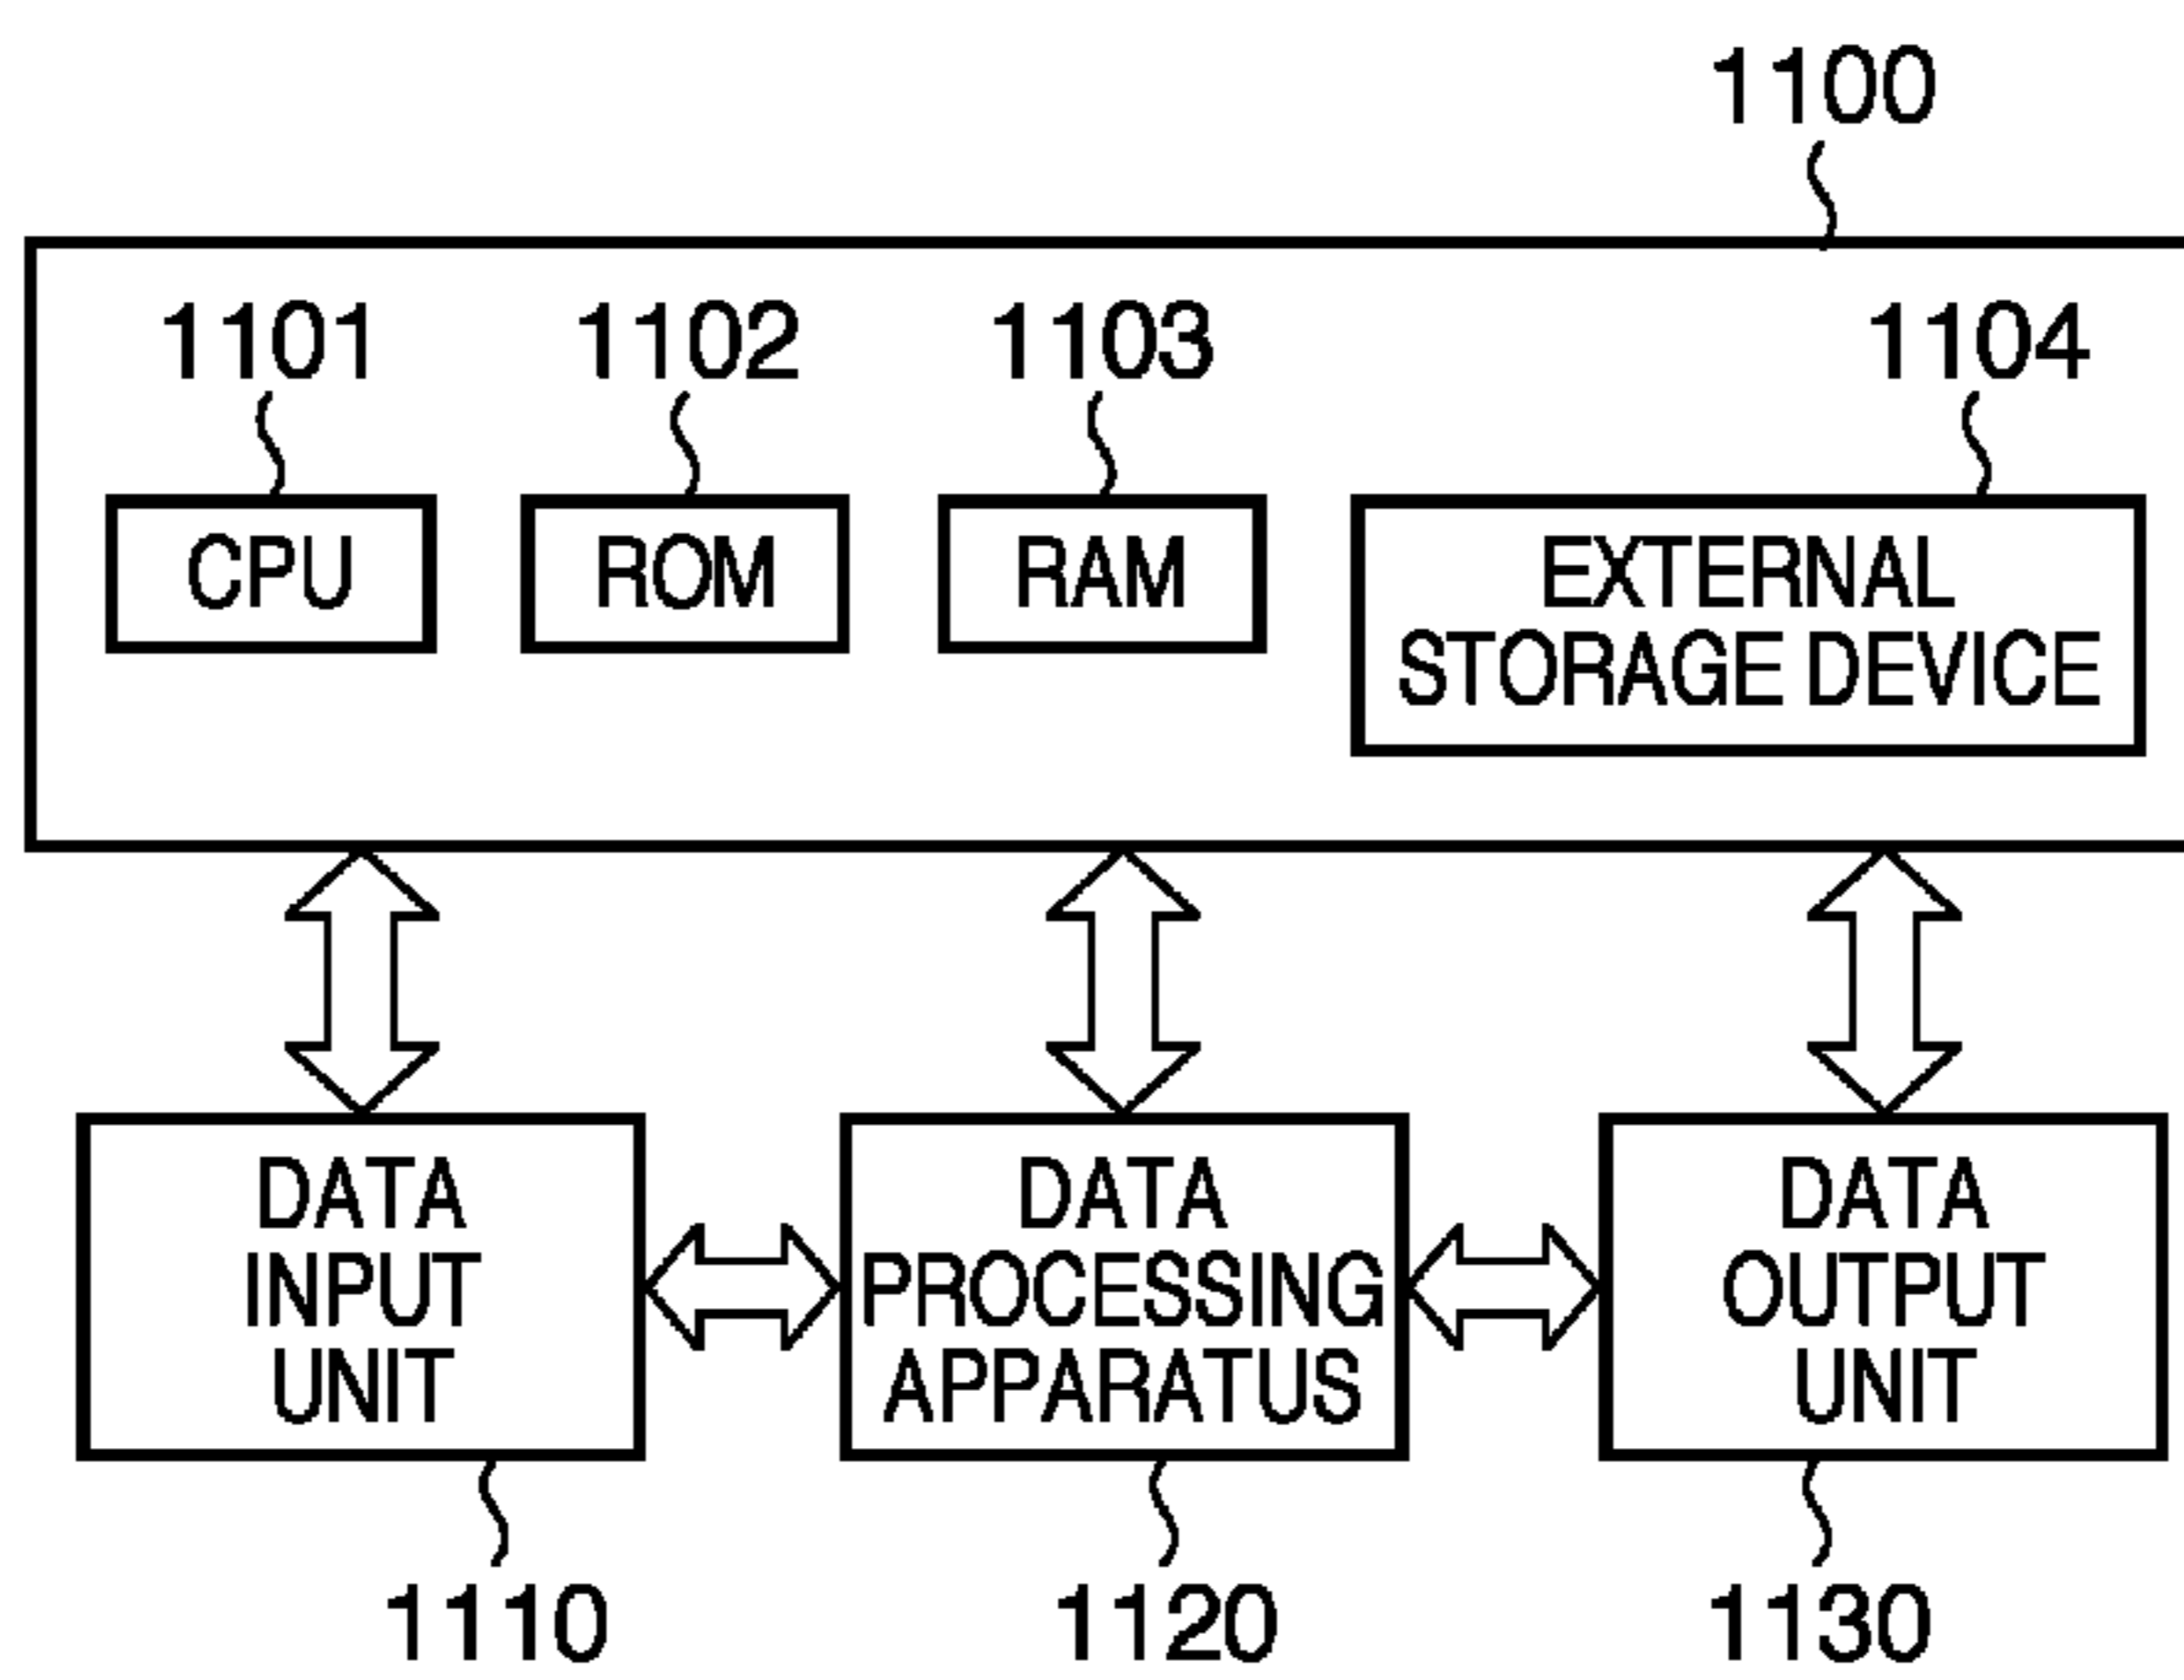 1100
1101 1102 1103 1104
CPU ROM RAM EXTERNAL
STORAGE DEVICE
DATA
INPUT
UNIT
DATA
PROCESSING
APPARATUS
DATA
OUTPUT
UNIT
1110 1120 1130